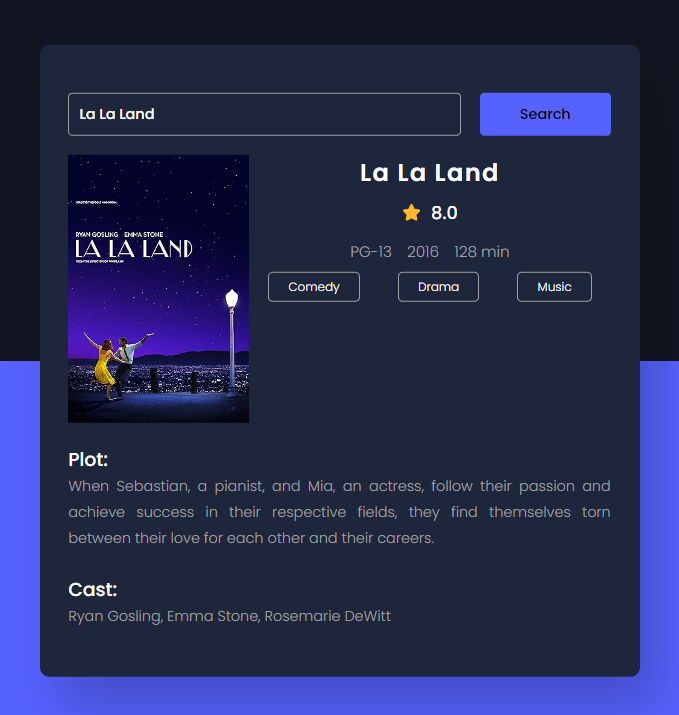 La La Land
Search
La La Land
8.0
PG-13 2016 128 min
Comedy Drama Music
RYAN GOSLING EMMA STONE
LA LA LAND
Plot:
When Sebastian, a pianist, and Mia, an actress, follow their passion and
achieve success in their respective fields, they find themselves torn
between their love for each other and their careers.
Cast:
Ryan Gosling, Emma Stone, Rosemarie DeWitt